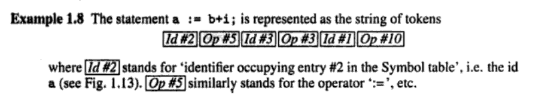 Example 1.8 The statement a := b+i; is represented as the string of tokens
Id #2 Op #5 Id #3 Op #3 Id #1 Op #10
where Id #2 stands for ‘identifier occupying entry #2 in the Symbol table’, i.e. the id
a (see Fig. 1.13). Op #5 similarly stands for the operator ‘:=’, etc.